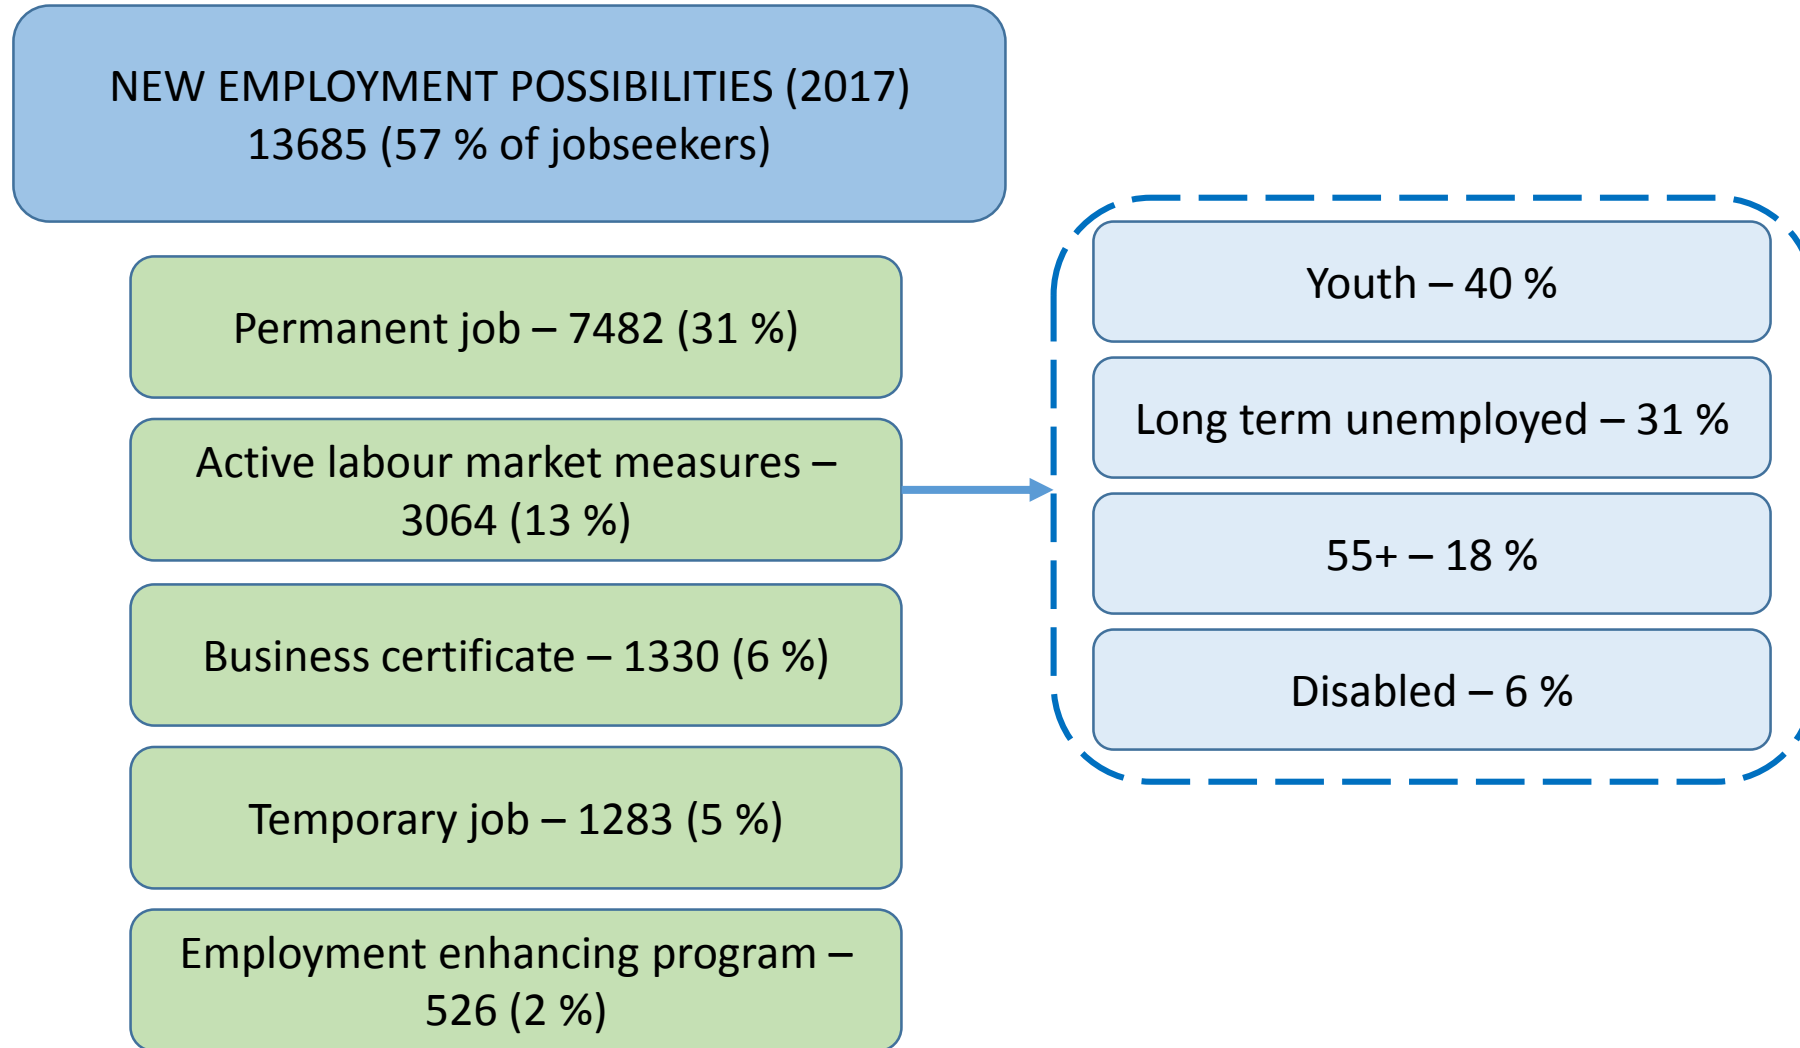 NEW EMPLOYMENT POSSIBILITIES (2017)
13685 (57 % of jobseekers)
Permanent job – 7482 (31 %)
Active labour market measures –
3064 (13 %)
Business certificate – 1330 (6 %)
Temporary job – 1283 (5 %)
Employment enhancing program –
526 (2 %)
Youth – 40 %
Long term unemployed – 31 %
55+ – 18 %
Disabled – 6 %